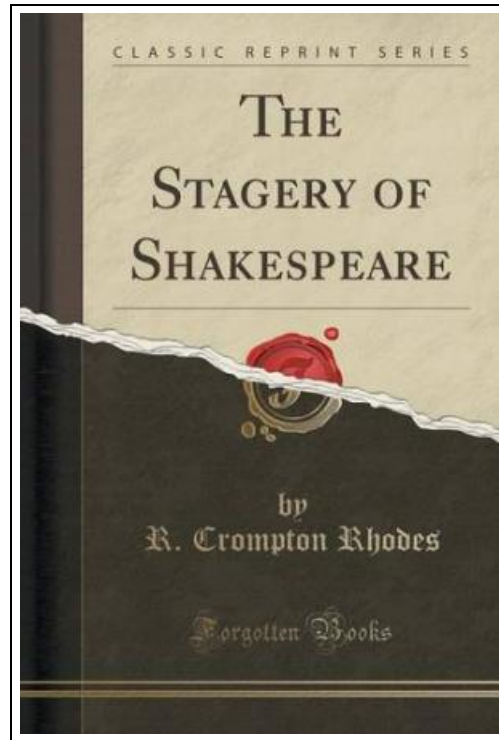 CLASSIC REPRINT SERIES
THE
STAGERY OF
SHAKESPEARE
by
R. Crompton Rhodes
Forgotten Books